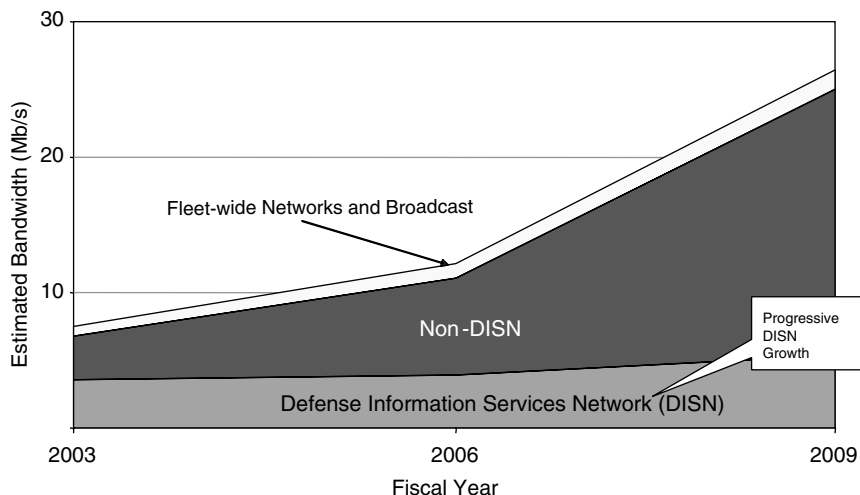 30
20
10
Estimated Bandwidth (Mb/s)
Fleet-wide Networks and Broadcast
Non-DISN
Progressive
DISN
Growth
Defense Information Services Network (DISN)
2003
2006
2009
Fiscal Year